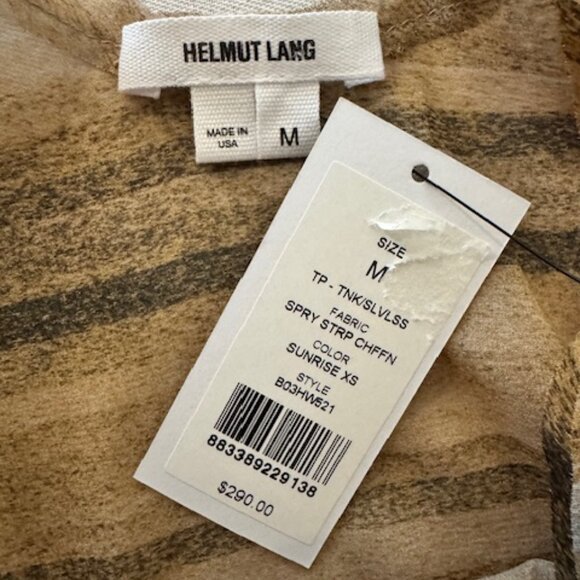 HELMUT LANG
MADE IN
USA
M
SIZE
M
TP - TNK/SLVLSS
FABRIC
SPRY STRP CHFFN
COLOR
SUNRISE XS
STYLE
B03HW521
883389229138
$290.00